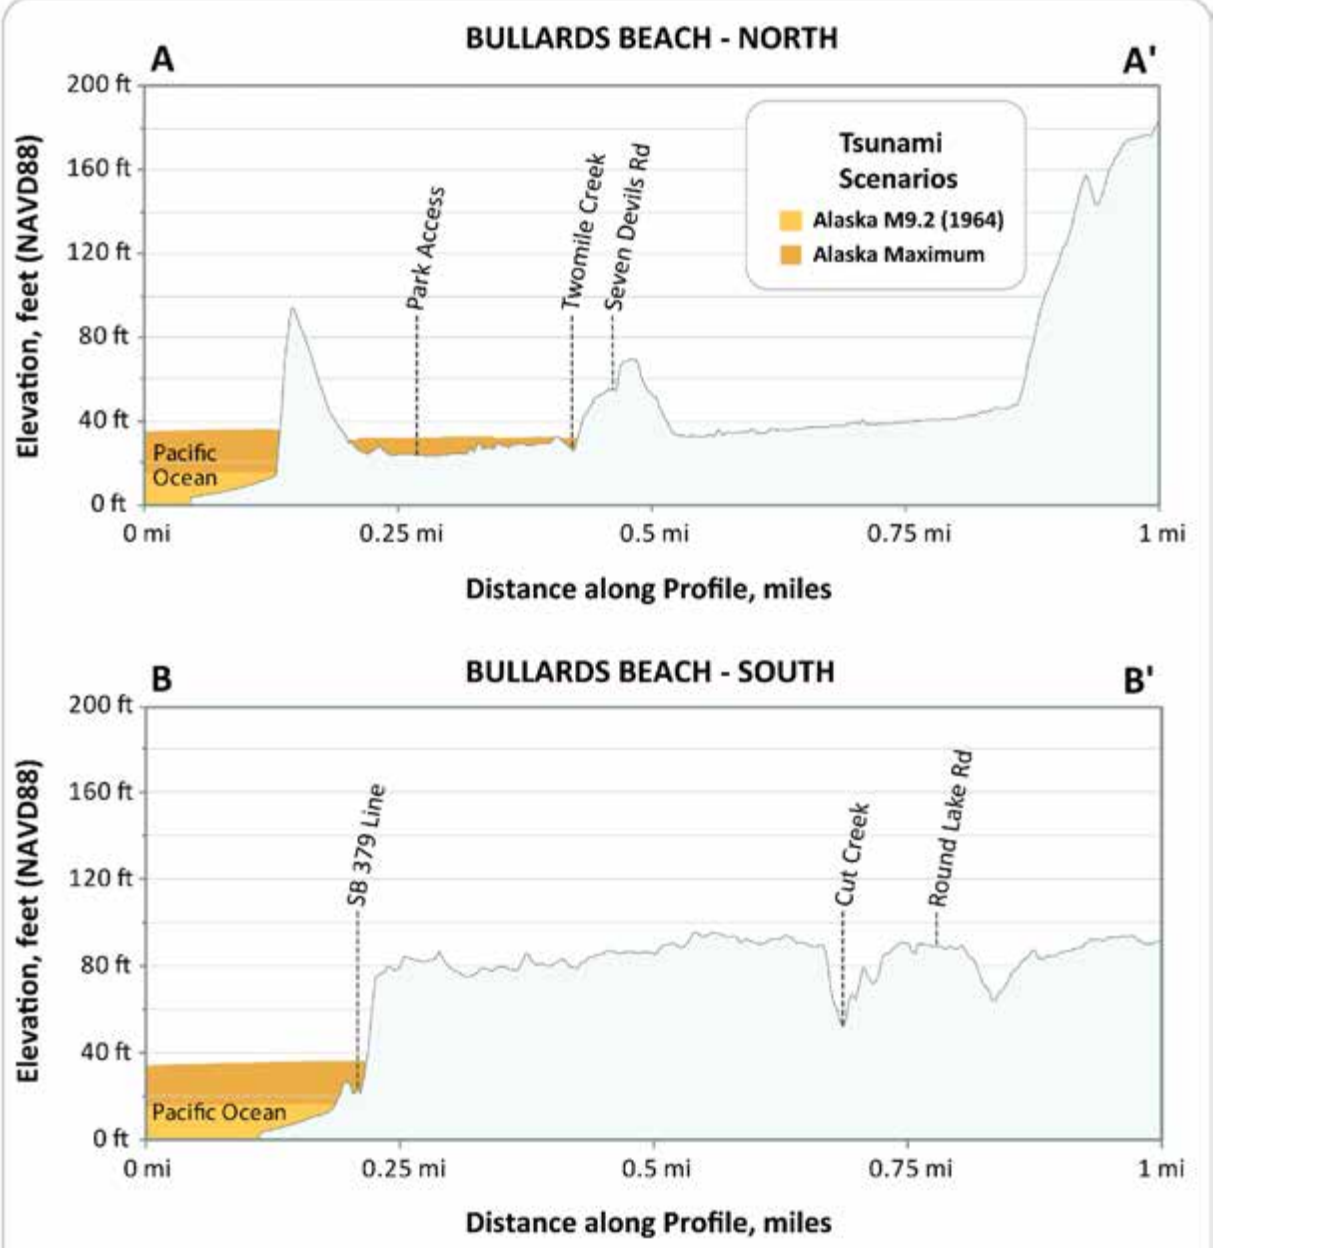 BULLARDS BEACH - NORTH
A
A'
200 ft
160 ft
120 ft
80 ft
40 ft
0 ft
Elevation, feet (NAVD88)
Park Access
Twomile Creek
Seven Devils Rd
Tsunami
Scenarios
Alaska M9.2 (1964)
Alaska Maximum
Pacific
Ocean
0 mi
0.25 mi
0.5 mi
0.75 mi
1 mi
Distance along Profile, miles
BULLARDS BEACH - SOUTH
B
B'
200 ft
160 ft
120 ft
80 ft
40 ft
0 ft
Elevation, feet (NAVD88)
SB 379 Line
Cut Creek
Round Lake Rd
Pacific Ocean
0 mi
0.25 mi
0.5 mi
0.75 mi
1 mi
Distance along Profile, miles